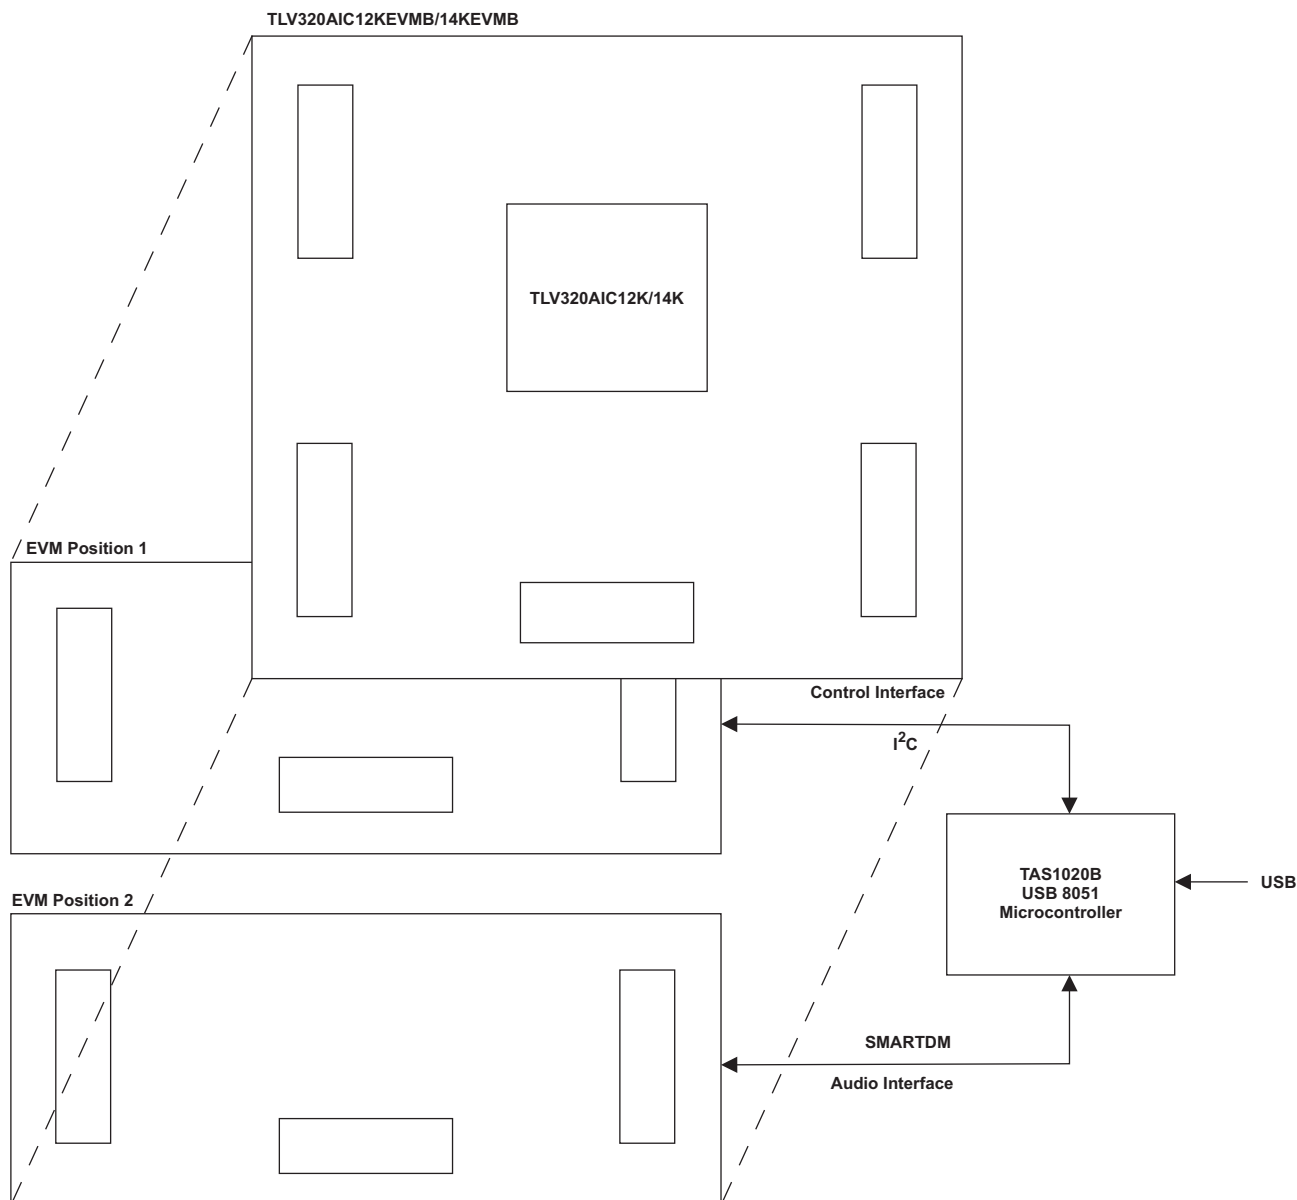 TLV320AIC12KEVMB/14KEVMB
TLV320AIC12K/14K
EVM Position 1
Control Interface
I²C
TAS1020B
USB 8051
Microcontroller
USB
EVM Position 2
SMARTDM
Audio Interface